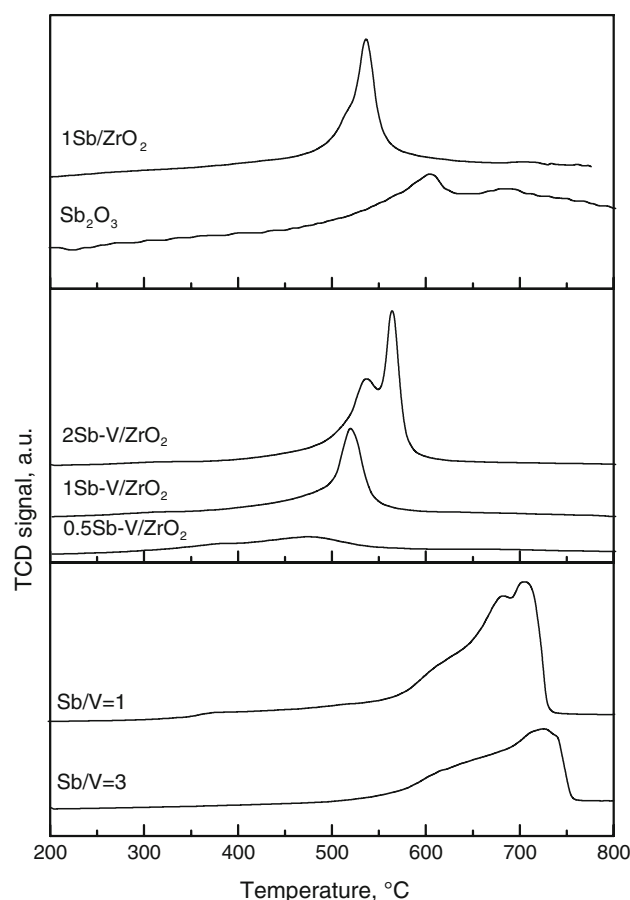 1Sb/ZrO₂
Sb₂O₃
2Sb-V/ZrO₂
1Sb-V/ZrO₂
0.5Sb-V/ZrO₂
TCD signal, a.u.
Sb/V=1
Sb/V=3
200 300 400 500 600 700 800
Temperature, °C